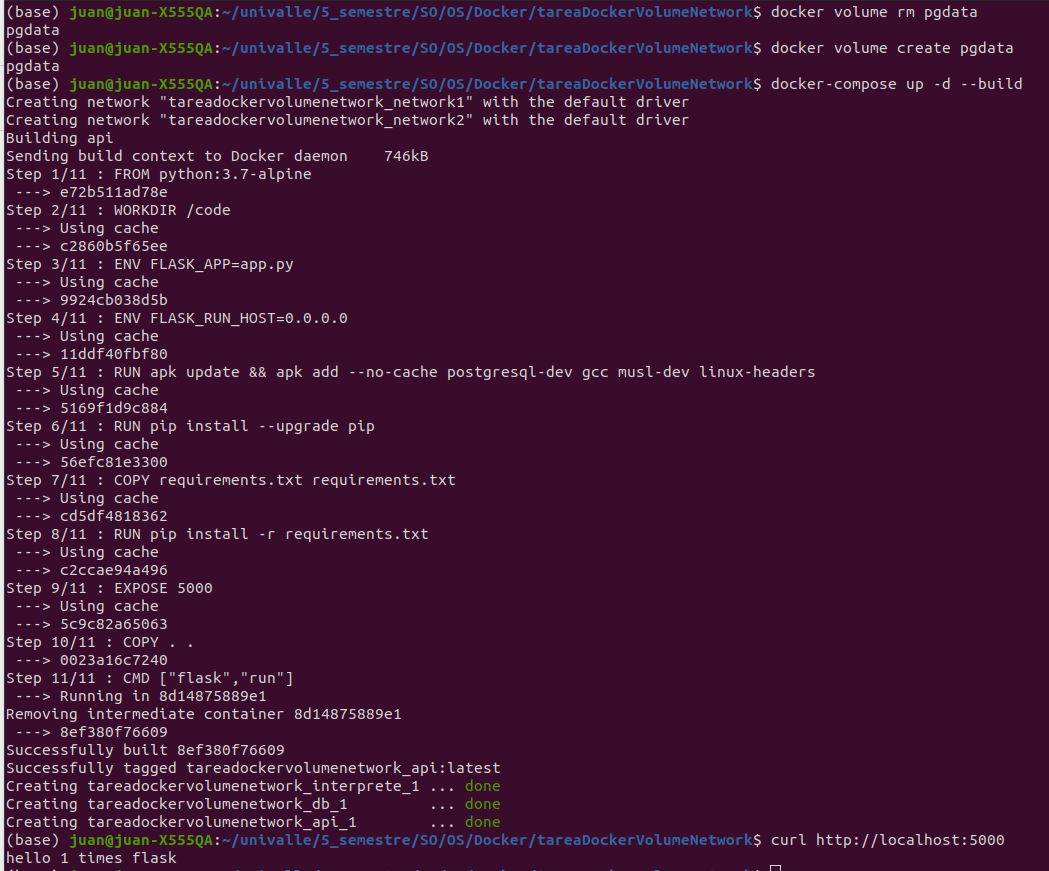 (base) juan@juan-X555QA:~/univalle/5_semestre/SO/OS/Docker/tareaDockerVolumeNetwork$ docker volume rm pgdata
pgdata
(base) juan@juan-X555QA:~/univalle/5_semestre/SO/OS/Docker/tareaDockerVolumeNetwork$ docker volume create pgdata
pgdata
(base) juan@juan-X555QA:~/univalle/5_semestre/SO/OS/Docker/tareaDockerVolumeNetwork$ docker-compose up -d --build
Creating network "tareadockervolumenetwork_network1" with the default driver
Creating network "tareadockervolumenetwork_network2" with the default driver
Building api
Sending build context to Docker daemon    746kB
Step 1/11 : FROM python:3.7-alpine
 ---> e72b511ad78e
Step 2/11 : WORKDIR /code
 ---> Using cache
 ---> c2860b5f65ee
Step 3/11 : ENV FLASK_APP=app.py
 ---> Using cache
 ---> 9924cb038d5b
Step 4/11 : ENV FLASK_RUN_HOST=0.0.0.0
 ---> Using cache
 ---> 11ddf40fbf80
Step 5/11 : RUN apk update && apk add --no-cache postgresql-dev gcc musl-dev linux-headers
 ---> Using cache
 ---> 5169f1d9c884
Step 6/11 : RUN pip install --upgrade pip
 ---> Using cache
 ---> 56efc81e3300
Step 7/11 : COPY requirements.txt requirements.txt
 ---> Using cache
 ---> cd5df4818362
Step 8/11 : RUN pip install -r requirements.txt
 ---> Using cache
 ---> c2ccae94a496
Step 9/11 : EXPOSE 5000
 ---> Using cache
 ---> 5c9c82a65063
Step 10/11 : COPY . .
 ---> 0023a16c7240
Step 11/11 : CMD ["flask","run"]
 ---> Running in 8d14875889e1
Removing intermediate container 8d14875889e1
 ---> 8ef380f76609
Successfully built 8ef380f76609
Successfully tagged tareadockervolumenetwork_api:latest
Creating tareadockervolumenetwork_interprete_1 ... done
Creating tareadockervolumenetwork_db_1         ... done
Creating tareadockervolumenetwork_api_1        ... done
(base) juan@juan-X555QA:~/univalle/5_semestre/SO/OS/Docker/tareaDockerVolumeNetwork$ curl http://localhost:5000
hello 1 times flask